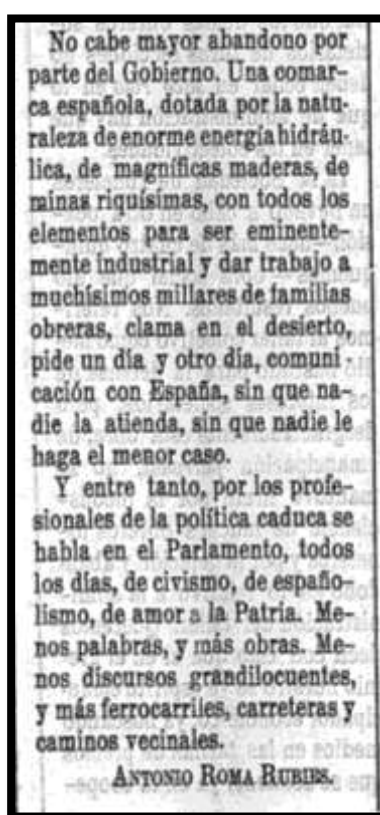 No cabe mayor abandono por
parte del Gobierno. Una comar-
ca española, dotada por la natu-
raleza de enorme energía hidráu-
lica, de magníficas maderas, de
minas riquísimas, con todos los
elementos para ser eminente-
mente industrial y dar trabajo a
muchísimos millares de familias
obreras, clama en el desierto,
pide un día y otro día, comuni-
cación con España, sin que na-
die la atienda, sin que nadie le
haga el menor caso.
Y entre tanto, por los profe-
sionales de la política caduca se
habla en el Parlamento, todos
los días, de civismo, de españo-
lismo, de amor a la Patria. Me-
nos palabras, y más obras. Me-
nos discursos grandilocuentes,
y más ferrocarriles, carreteras y
caminos vecinales.
ANTONIO ROMA RUBIES.